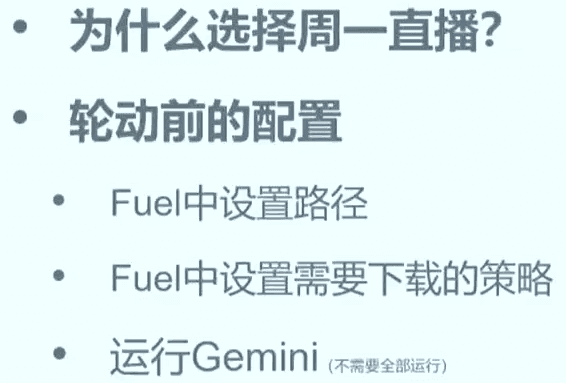 • 为什么选择周一直播？
• 轮动前的配置
• Fuel中设置路径
• Fuel中设置需要下载的策略
• 运行Gemini (不需要全部运行)